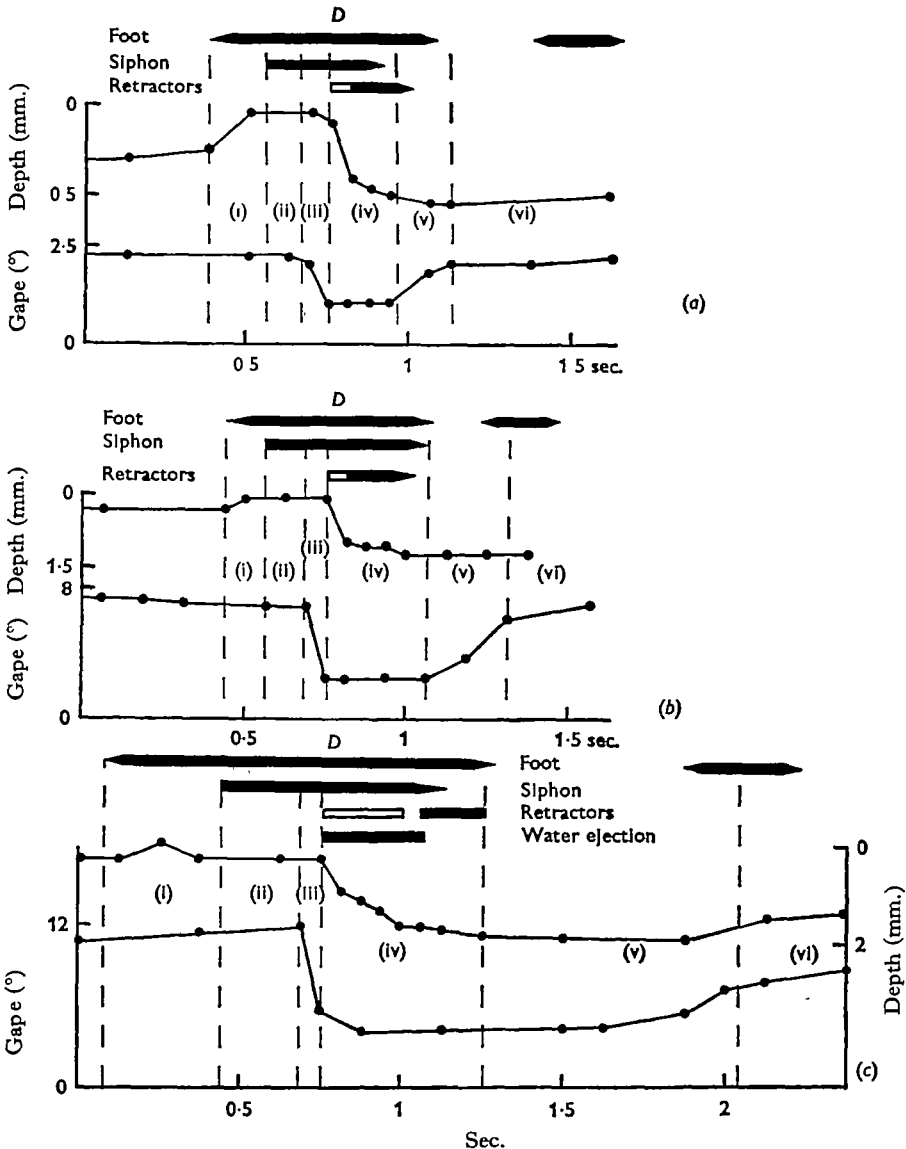 D
Foot
Siphon
Retractors
0
Depth (mm.)
0 5
(i) (ii) (iii) (iv) (v) (vi)
2·5
Gape (°)
0
0 5 1 1 5 sec.
(a)
D
Foot
Siphon
Retractors
0
Depth (mm.)
1·5
(i) (ii) (iii) (iv) (v) (vi)
8
Gape (°)
0
0·5 1 1·5 sec.
(b)
D
Foot
Siphon
Retractors
Water ejection
0
(i) (ii) (iii) (iv) (v) (vi)
12
2
Gape (°)
Depth (mm.)
0
(c)
0·5 1 1·5 2
Sec.